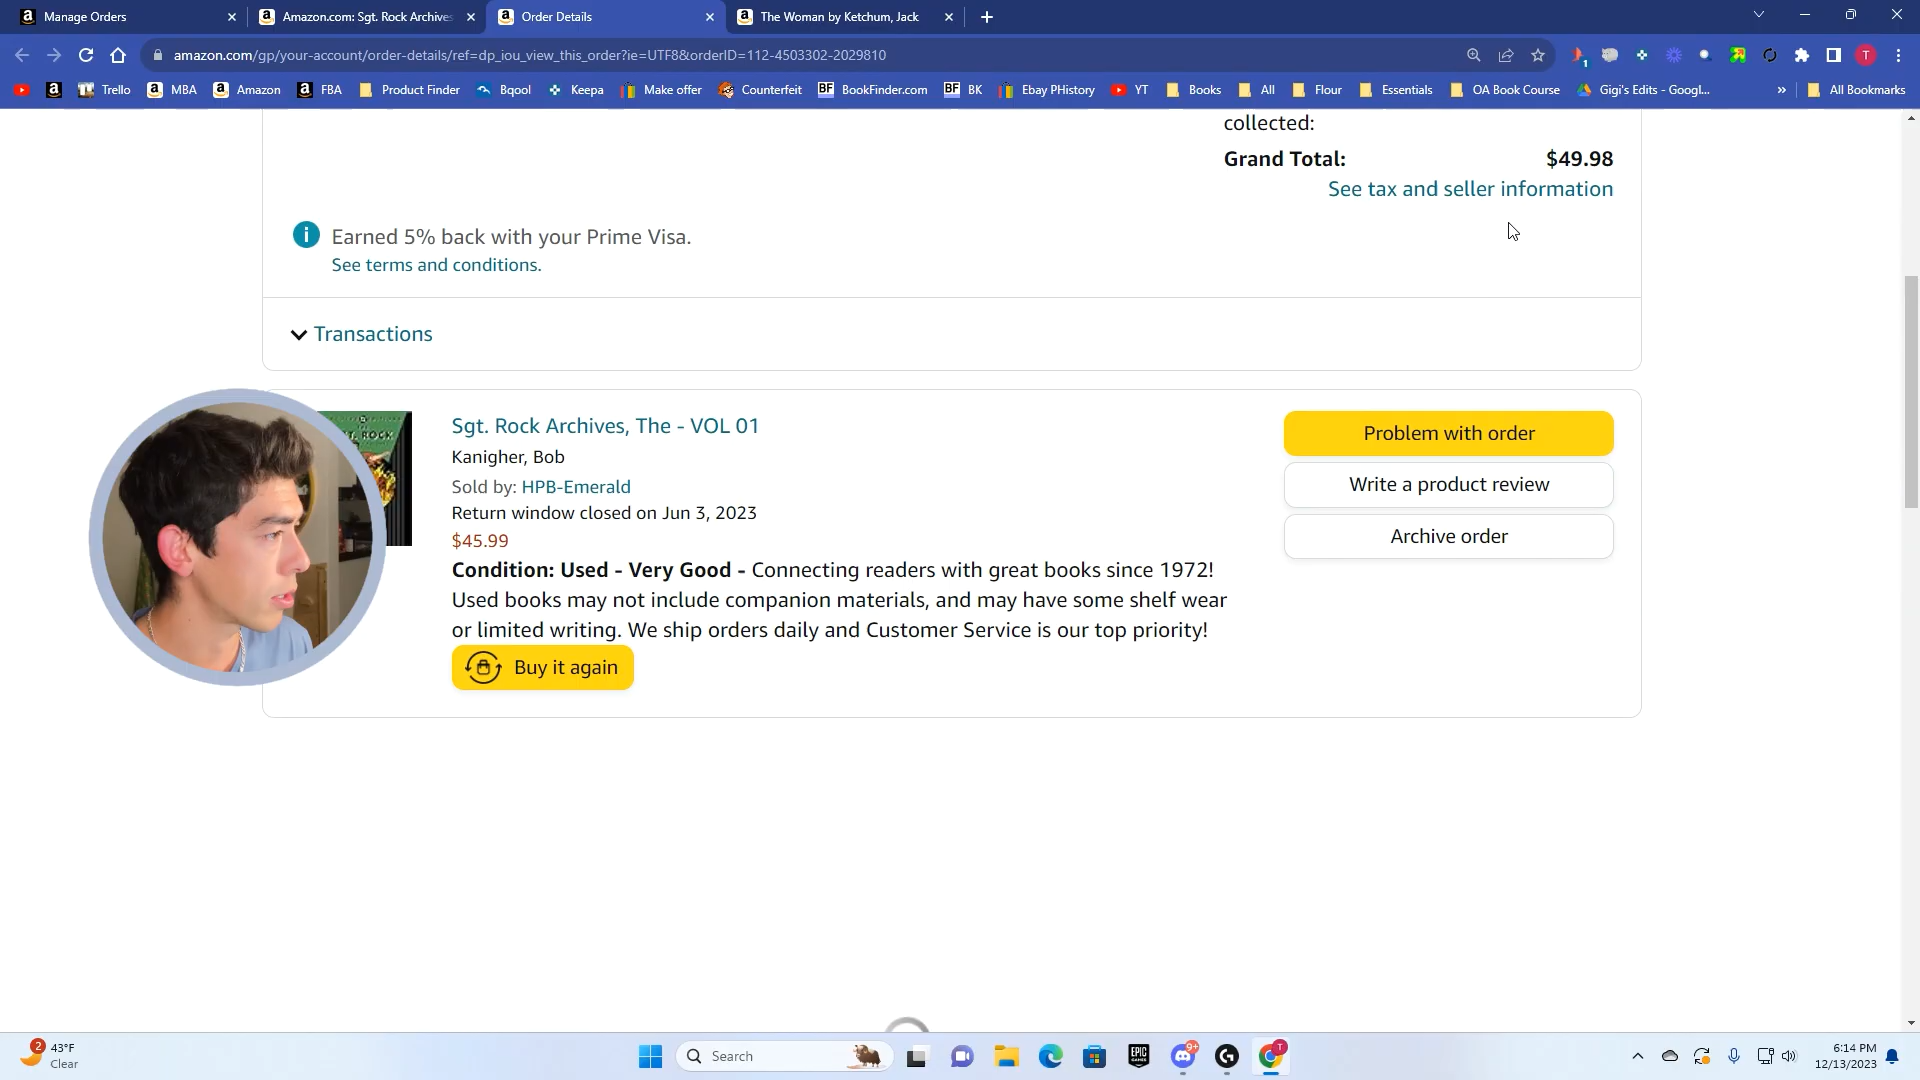 Manage Orders
Amazon.com: Sgt. Rock Archives
Order Details
The Woman by Ketchum, Jack
amazon.com/gp/your-account/order-details/ref=dp_iou_view_this_order?ie=UTF8&orderID=112-4503302-2029810
T
Trello
MBA
Amazon
FBA
Product Finder
Bqool
Keepa
Make offer
Counterfeit
BF BookFinder.com
BF BK
Ebay PHistory
YT
Books
All
Flour
Essentials
OA Book Course
Gigi's Edits - Googl...
»
All Bookmarks
collected:
Grand Total: $49.98
See tax and seller information
Earned 5% back with your Prime Visa.
See terms and conditions.
Transactions
Sgt. Rock Archives, The - VOL 01
Kanigher, Bob
Sold by: HPB-Emerald
Return window closed on Jun 3, 2023
$45.99
Condition: Used - Very Good - Connecting readers with great books since 1972!
Used books may not include companion materials, and may have some shelf wear
or limited writing. We ship orders daily and Customer Service is our top priority!
Buy it again
Problem with order
Write a product review
Archive order
2
43°F
Clear
Search
EPIC GAMES
9+
T
6:14 PM
12/13/2023